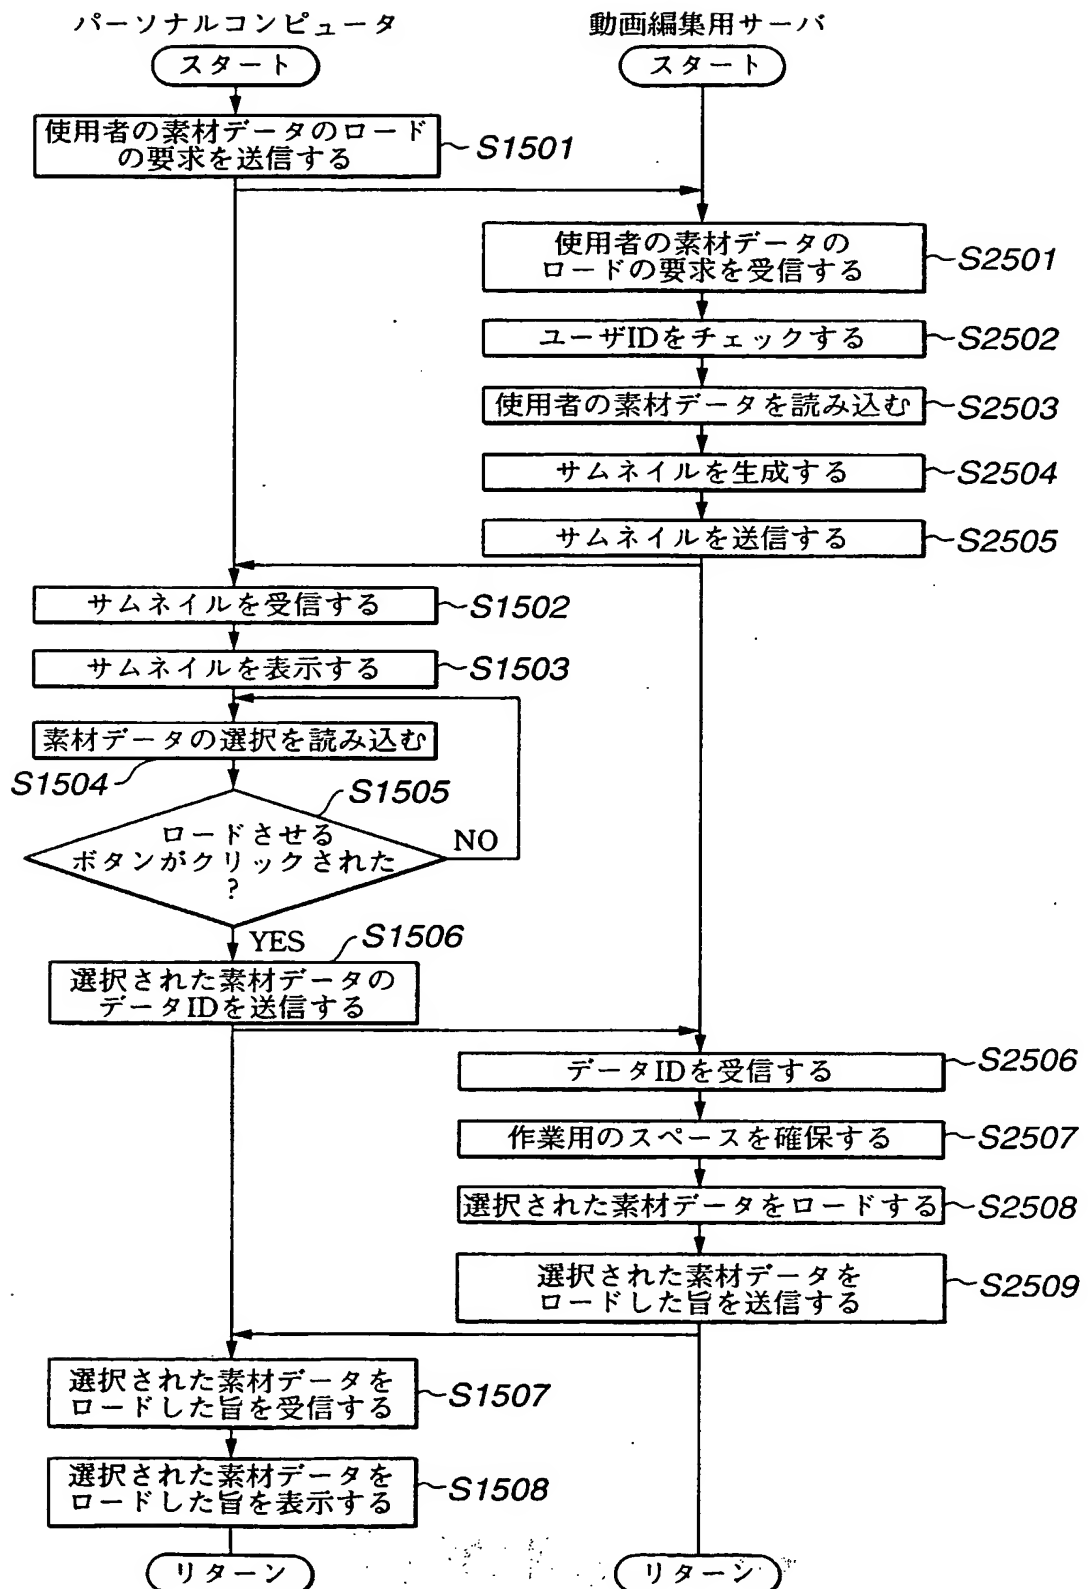 パーソナルコンピュータ
動画編集用サーバ
スタート
スタート
使用者の素材データのロード
の要求を送信する
S1501
使用者の素材データの
ロードの要求を受信する
S2501
ユーザIDをチェックする
S2502
使用者の素材データを読み込む
S2503
サムネイルを生成する
S2504
サムネイルを送信する
S2505
サムネイルを受信する
S1502
サムネイルを表示する
S1503
素材データの選択を読み込む
S1504
S1505
ロードさせる
ボタンがクリックされた
?
NO
YES
S1506
選択された素材データの
データIDを送信する
データIDを受信する
S2506
作業用のスペースを確保する
S2507
選択された素材データをロードする
S2508
選択された素材データを
ロードした旨を送信する
S2509
選択された素材データを
ロードした旨を受信する
S1507
選択された素材データを
ロードした旨を表示する
S1508
リターン
リターン